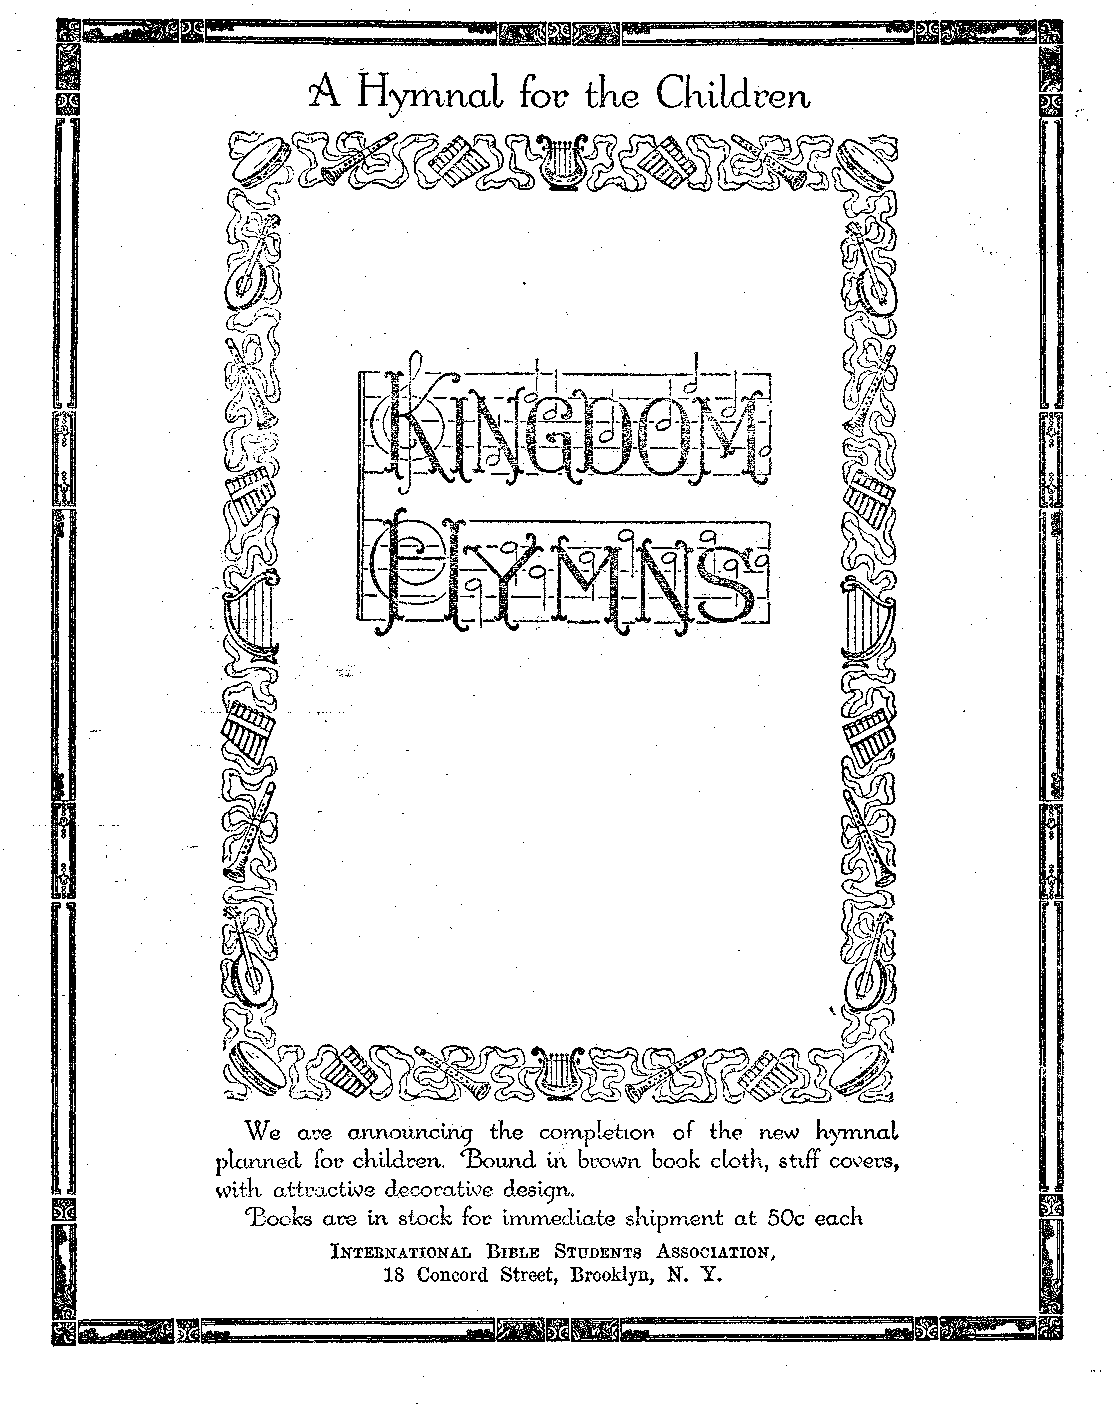 A Hymnal for the Children
KINGDOM
HYMNS
We are announcing the completion of the new hymnal
planned for children. Bound in brown book cloth, stiff covers,
with attractive decorative design.
Books are in stock for immediate shipment at 50c each
INTERNATIONAL BIBLE STUDENTS ASSOCIATION,
18 Concord Street, Brooklyn, N. Y.